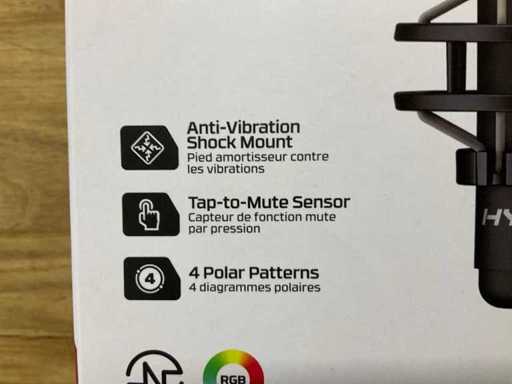 Anti-Vibration
Shock Mount
Pied amortisseur contre
les vibrations
Tap-to-Mute Sensor
Capteur de fonction mute
par pression
4
4 Polar Patterns
4 diagrammes polaires
HY
RGB